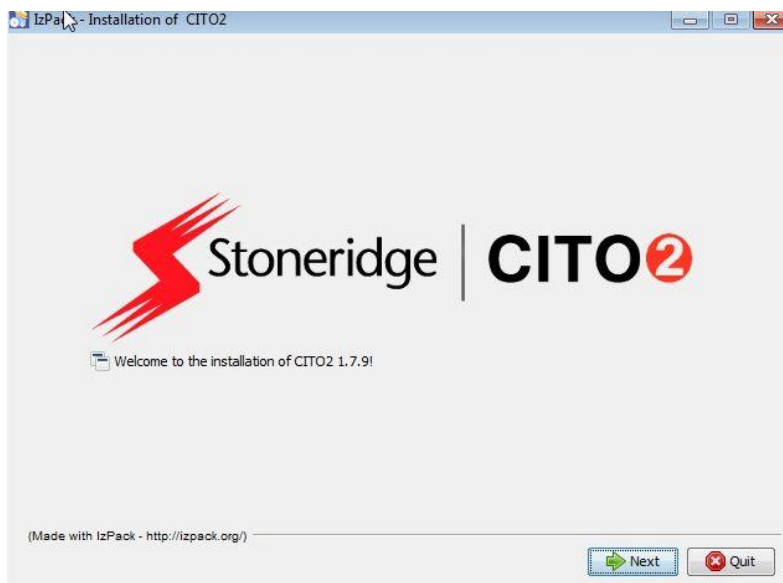 IzPack - Installation of CITO2
Stoneridge | CITO2
Welcome to the installation of CITO2 1.7.9!
(Made with IzPack - http://izpack.org/)
Next Quit